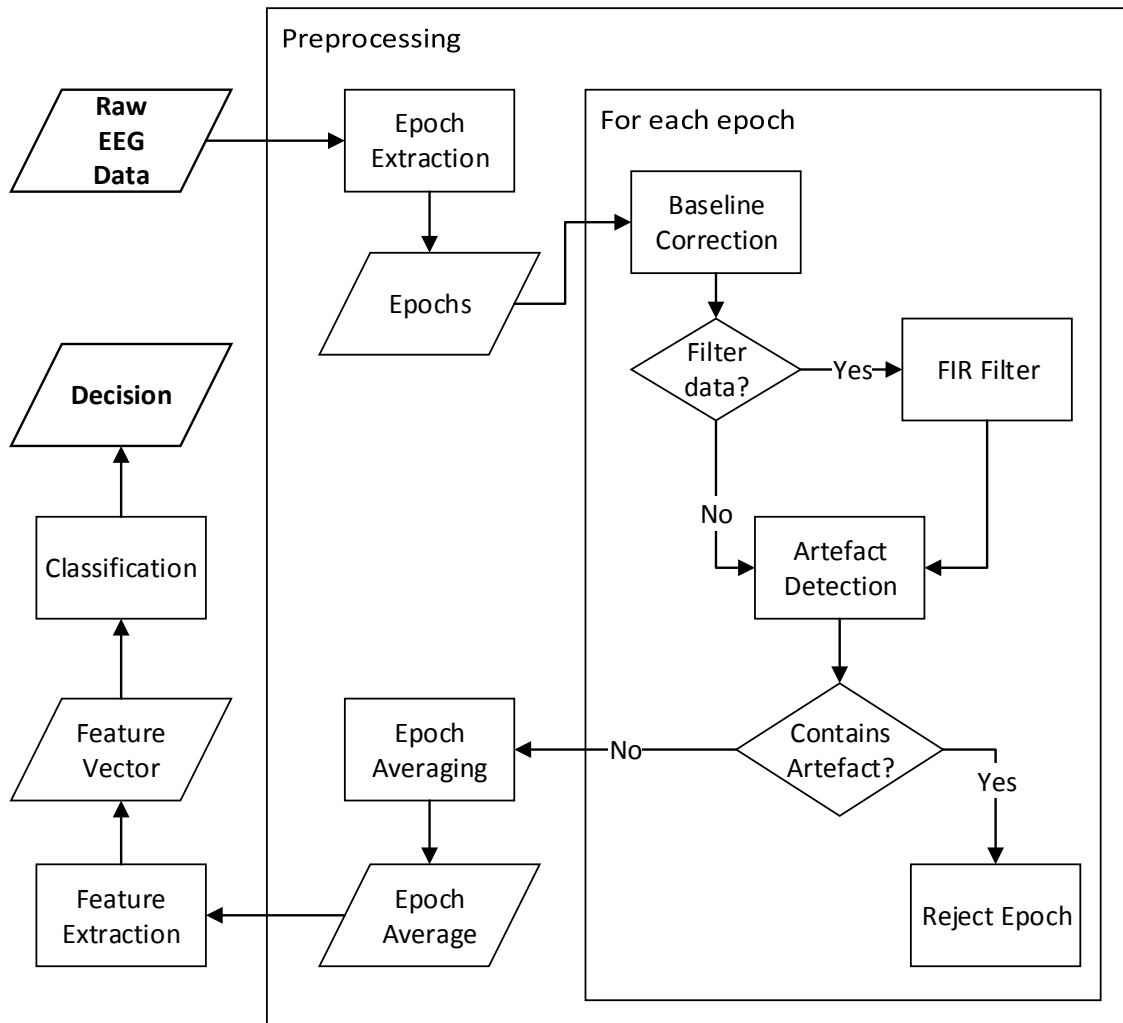 Preprocessing
Raw
EEG
Data
Epoch
Extraction
For each epoch
Baseline
Correction
Epochs
Filter
data?
Yes
FIR Filter
No
Artefact
Detection
Contains
Artefact?
No
Yes
Reject Epoch
Epoch
Averaging
Epoch
Average
Feature
Extraction
Feature
Vector
Classification
Decision